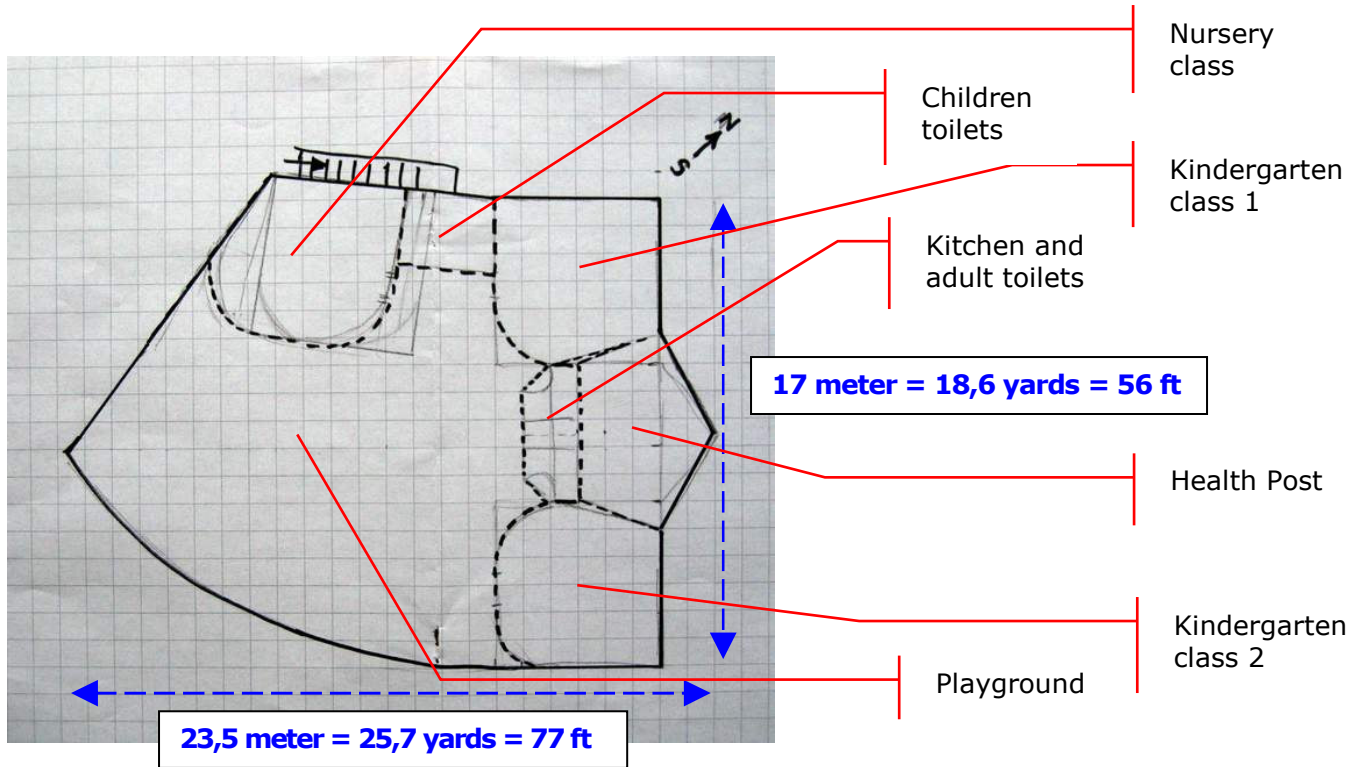 Nursery
class
Children
toilets
N
S
Kindergarten
class 1
Kitchen and
adult toilets
17 meter = 18,6 yards = 56 ft
Health Post
Kindergarten
class 2
Playground
23,5 meter = 25,7 yards = 77 ft